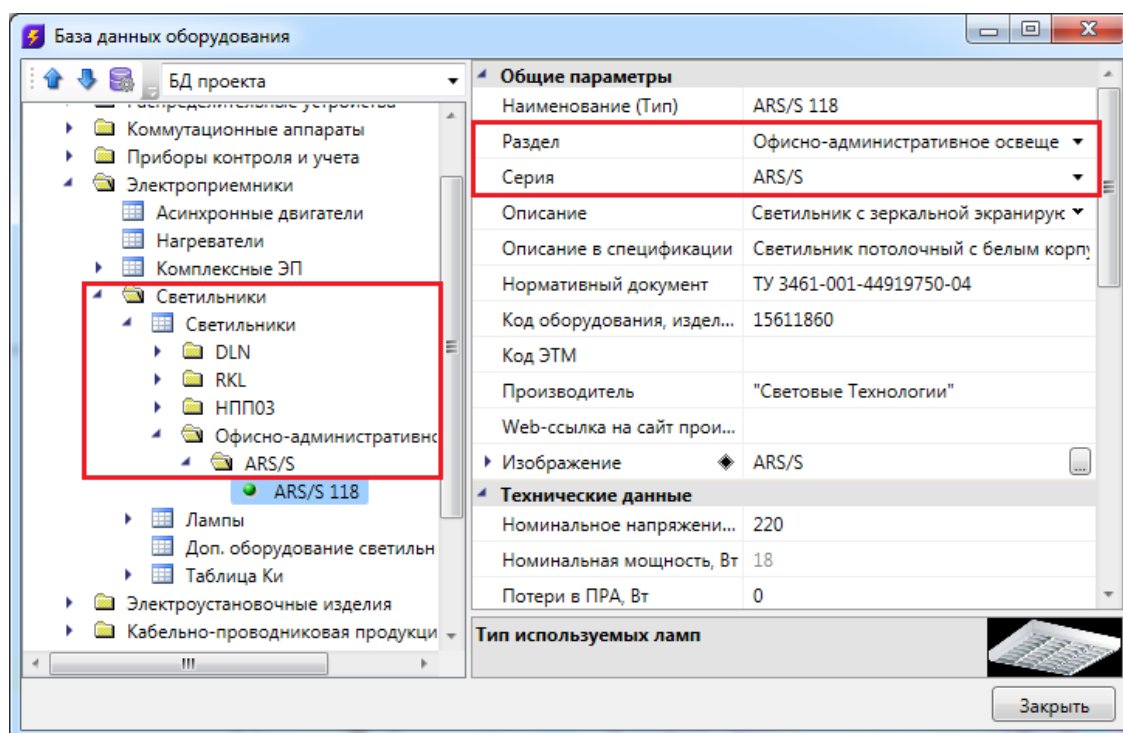 База данных оборудования
БД проекта
Распределительные устройства
Коммутационные аппараты
Приборы контроля и учета
Электроприемники
Асинхронные двигатели
Нагреватели
Комплексные ЭП
Светильники
Светильники
DLN
RKL
НПП03
Офисно-административнс
ARS/S
ARS/S 118
Лампы
Доп. оборудование светильн
Таблица Ки
Электроустановочные изделия
Кабельно-проводниковая продукци
Общие параметры
Наименование (Тип) ARS/S 118
Раздел Офисно-административное освеще
Серия ARS/S
Описание Светильник с зеркальной экранирук
Описание в спецификации Светильник потолочный с белым корпу
Нормативный документ ТУ 3461-001-44919750-04
Код оборудования, издел... 15611860
Код ЭТМ
Производитель "Световые Технологии"
Web-ссылка на сайт прои...
Изображение ARS/S ...
Технические данные
Номинальное напряжени... 220
Номинальная мощность, Вт 18
Потери в ПРА, Вт 0
Тип используемых ламп
Закрыть